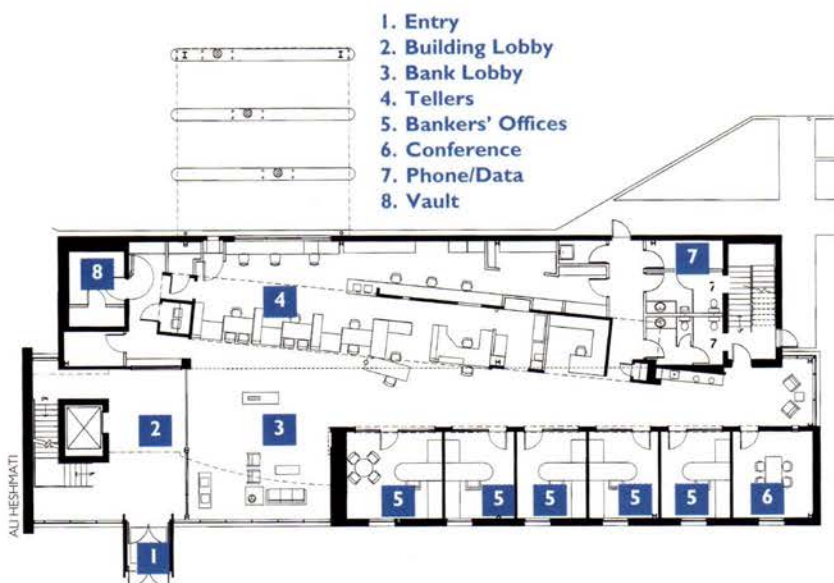 1. Entry
2. Building Lobby
3. Bank Lobby
4. Tellers
5. Bankers' Offices
6. Conference
7. Phone/Data
8. Vault
8
7
4
7
7
2
3
5
5
5
5
5
6
1
ALI HESHMATI